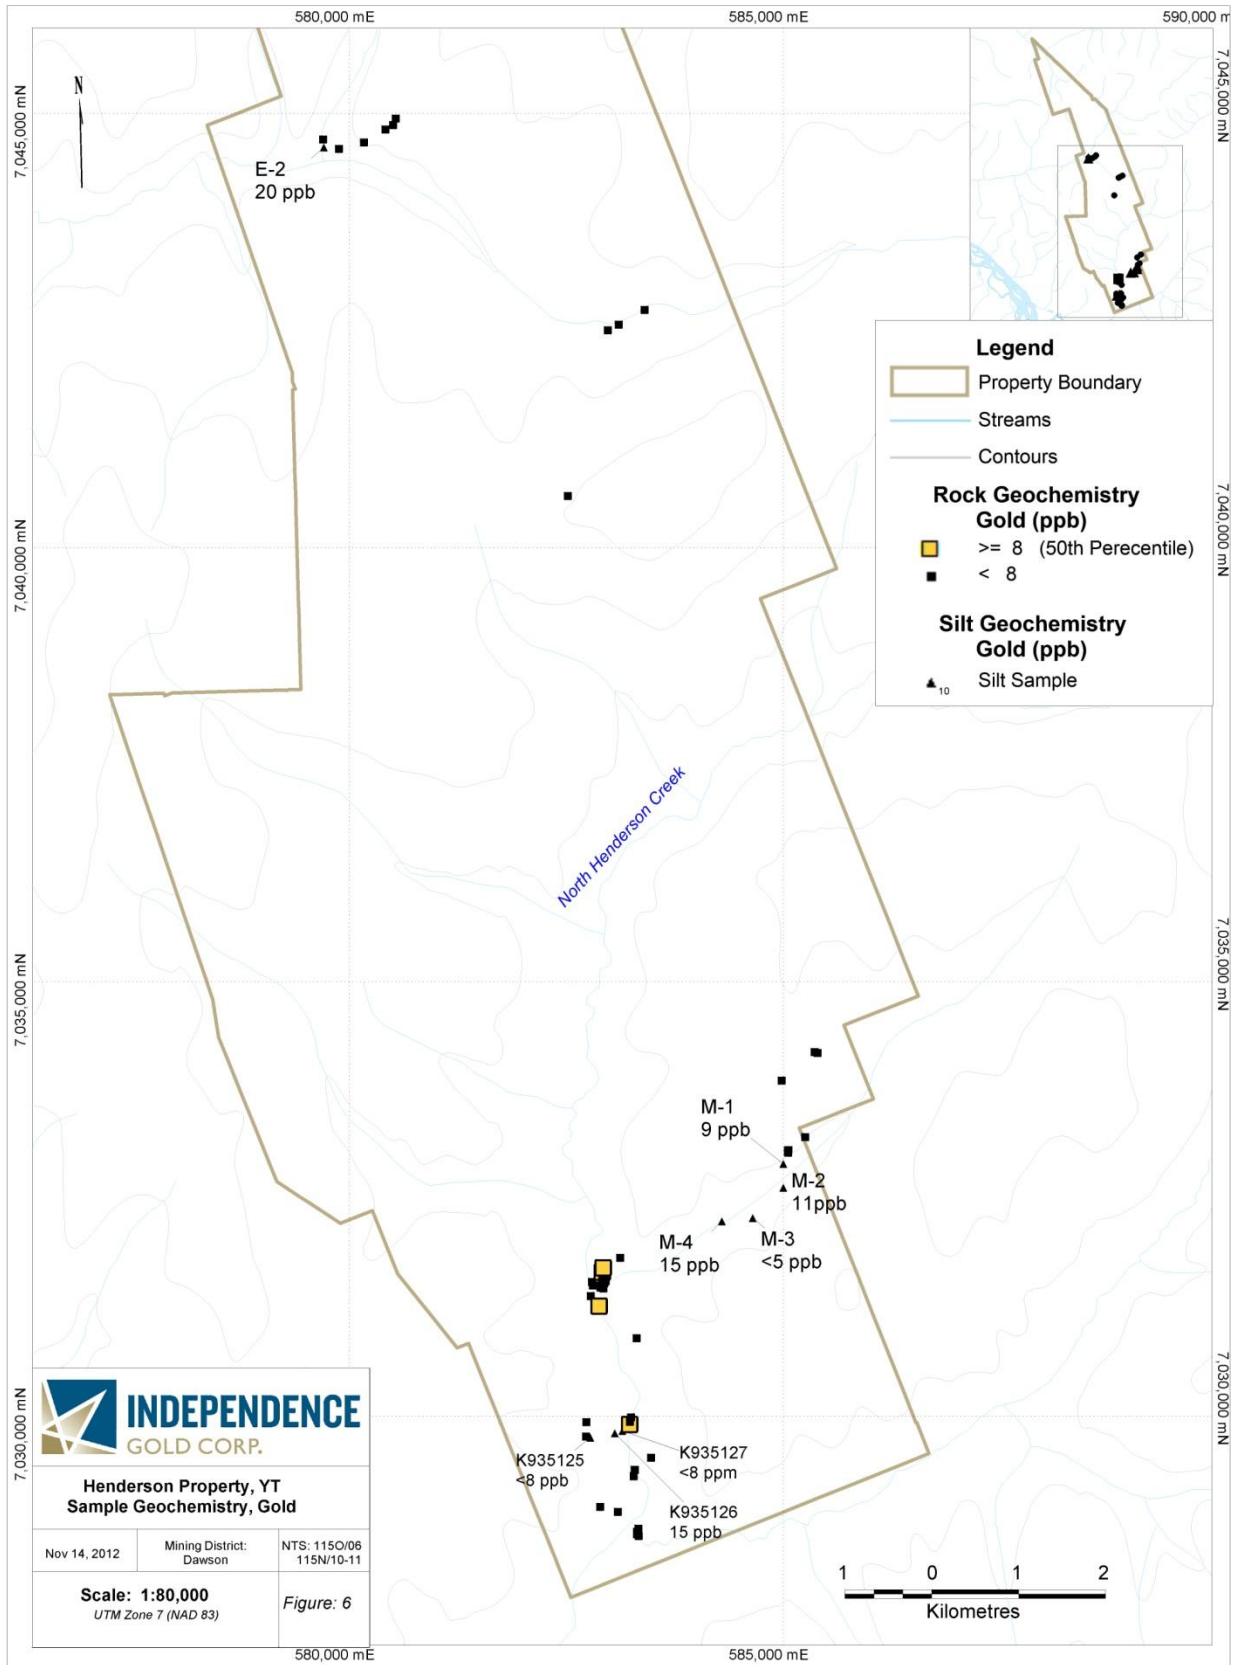 580,000 mE
585,000 mE
590,000 m
7,045,000 mN
7,045,000 mN
N
E-2
20 ppb
Legend
Property Boundary
Streams
Contours
Rock Geochemistry
Gold (ppb)
>= 8 (50th Perecentile)
< 8
Silt Geochemistry
Gold (ppb)
10 Silt Sample
7,040,000 mN
7,040,000 mN
North Henderson Creek
7,035,000 mN
7,035,000 mN
M-1
9 ppb
M-2
11ppb
M-3
<5 ppb
M-4
15 ppb
7,030,000 mN
7,030,000 mN
K935125
<8 ppb
K935127
<8 ppm
K935126
15 ppb
INDEPENDENCE
GOLD CORP.
Henderson Property, YT
Sample Geochemistry, Gold
Nov 14, 2012
Mining District:
Dawson
NTS: 115O/06
115N/10-11
Scale: 1:80,000
UTM Zone 7 (NAD 83)
Figure: 6
1 0 1 2
Kilometres
580,000 mE
585,000 mE